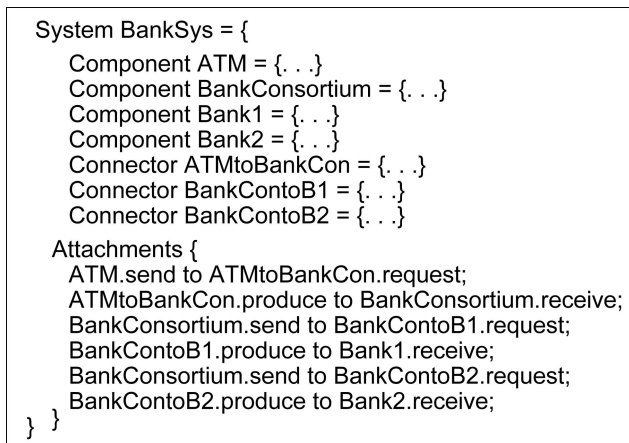 System BankSys = {
Component ATM = {. . .}
Component BankConsortium = {. . .}
Component Bank1 = {. . .}
Component Bank2 = {. . .}
Connector ATMtoBankCon = {. . .}
Connector BankContoB1 = {. . .}
Connector BankContoB2 = {. . .}
Attachments {
ATM.send to ATMtoBankCon.request;
ATMtoBankCon.produce to BankConsortium.receive;
BankConsortium.send to BankContoB1.request;
BankContoB1.produce to Bank1.receive;
BankConsortium.send to BankContoB2.request;
BankContoB2.produce to Bank2.receive;
}
}